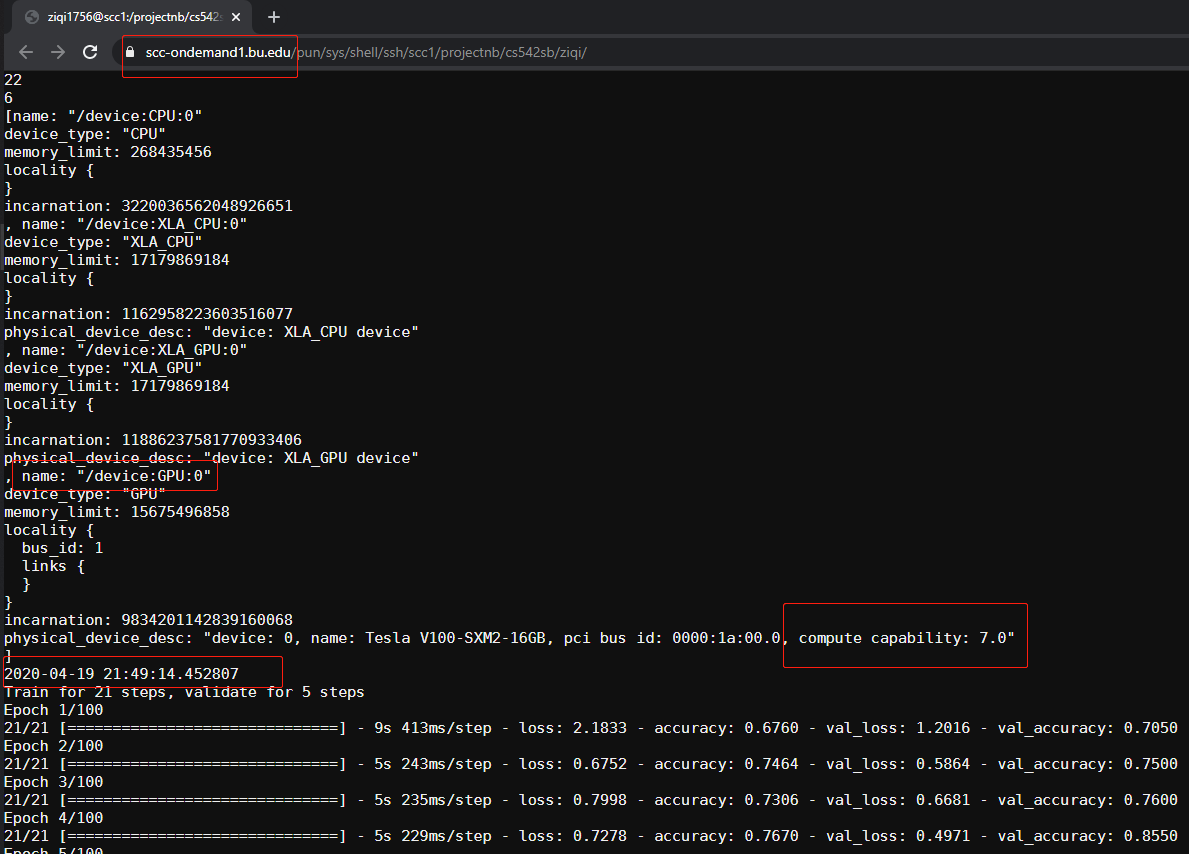 ziqi1756@scc1:/projectnb/cs542s
scc-ondemand1.bu.edu/pun/sys/shell/ssh/scc1/projectnb/cs542sb/ziqi/
22
6
[name: "/device:CPU:0"
device_type: "CPU"
memory_limit: 268435456
locality {
}
incarnation: 3220036562048926651
, name: "/device:XLA_CPU:0"
device_type: "XLA_CPU"
memory_limit: 17179869184
locality {
}
incarnation: 1162958223603516077
physical_device_desc: "device: XLA_CPU device"
, name: "/device:XLA_GPU:0"
device_type: "XLA_GPU"
memory_limit: 17179869184
locality {
}
incarnation: 11886237581770933406
physical_device_desc: "device: XLA_GPU device"
, name: "/device:GPU:0"
device_type: "GPU"
memory_limit: 15675496858
locality {
  bus_id: 1
  links {
  }
}
incarnation: 9834201142839160068
physical_device_desc: "device: 0, name: Tesla V100-SXM2-16GB, pci bus id: 0000:1a:00.0, compute capability: 7.0"
]
2020-04-19 21:49:14.452807
Train for 21 steps, validate for 5 steps
Epoch 1/100
21/21 [==============================] - 9s 413ms/step - loss: 2.1833 - accuracy: 0.6760 - val_loss: 1.2016 - val_accuracy: 0.7050
Epoch 2/100
21/21 [==============================] - 5s 243ms/step - loss: 0.6752 - accuracy: 0.7464 - val_loss: 0.5864 - val_accuracy: 0.7500
Epoch 3/100
21/21 [==============================] - 5s 235ms/step - loss: 0.7998 - accuracy: 0.7306 - val_loss: 0.6681 - val_accuracy: 0.7600
Epoch 4/100
21/21 [==============================] - 5s 229ms/step - loss: 0.7278 - accuracy: 0.7670 - val_loss: 0.4971 - val_accuracy: 0.8550
Epoch 5/100